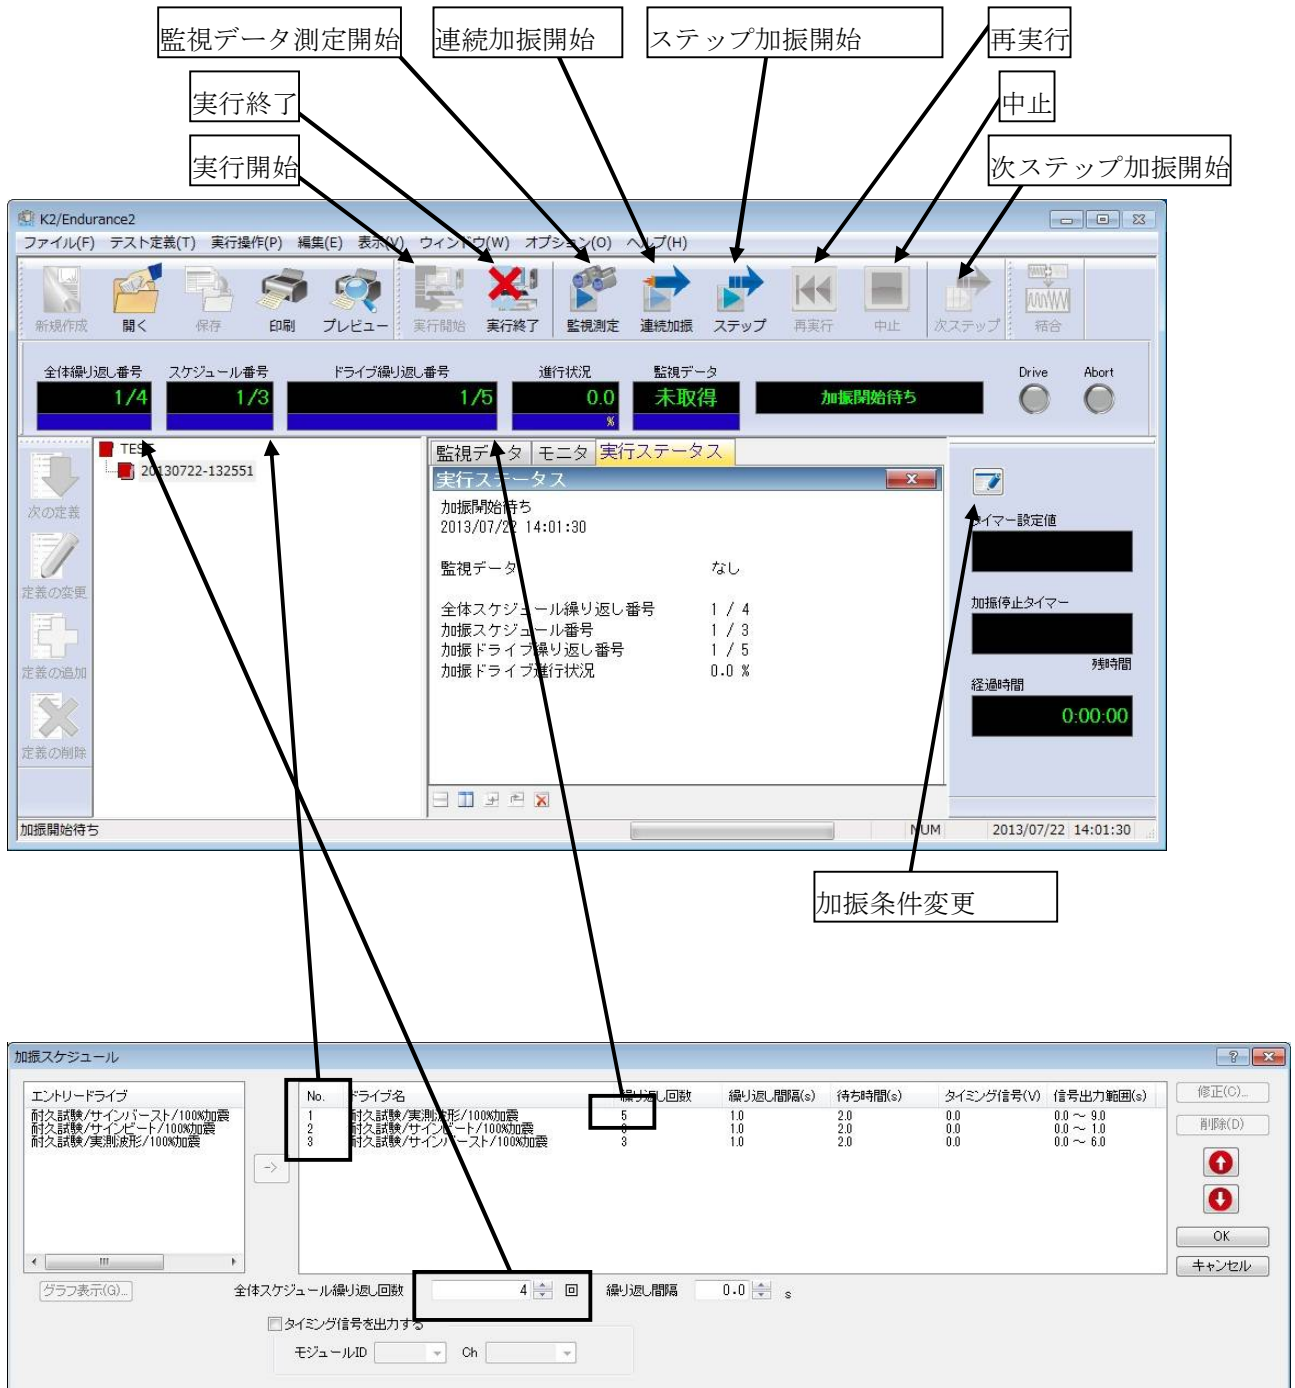 監視データ測定開始
連続加振開始
ステップ加振開始
再実行
実行終了
中止
実行開始
次ステップ加振開始
K2/Endurance2
ファイル(F) テスト定義(T) 実行操作(P) 編集(E) 表示(V) ウィンドウ(W) オプション(O) ヘルプ(H)
新規作成 開く 保存 印刷 プレビュー 実行開始 実行終了 監視測定 連続加振 ステップ 再実行 中止 次ステップ 結合
全体繰り返し番号 スケジュール番号 ドライブ繰り返し番号 進行状況 監視データ Drive Abort
1/4 1/3 1/5 0.0 未取得 加振開始待ち
%
TEST
20130722-132551
次の定義
定義の変更
定義の追加
定義の削除
監視データ モニタ 実行ステータス
実行ステータス
加振開始待ち
2013/07/22 14:01:30
監視データ なし
全体スケジュール繰り返し番号 1 / 4
加振スケジュール番号 1 / 3
加振ドライブ繰り返し番号 1 / 5
加振ドライブ進行状況 0.0 %
タイマー設定値
加振停止タイマー
残時間
経過時間
0:00:00
加振開始待ち NUM 2013/07/22 14:01:30
加振条件変更
加振スケジュール
エントリードライブ
耐久試験/サインバースト/100%加震
耐久試験/サインビート/100%加震
耐久試験/実測波形/100%加震
->
No. ドライブ名 繰り返し回数 繰り返し間隔(s) 待ち時間(s) タイミング信号(V) 信号出力範囲(s)
1 耐久試験/実測波形/100%加震 5 1.0 2.0 0.0 0.0 ～ 9.0
2 耐久試験/サインビート/100%加震 1.0 2.0 0.0 0.0 ～ 1.0
3 耐久試験/サインバースト/100%加震 3 1.0 2.0 0.0 0.0 ～ 6.0
修正(C)...
削除(D)
OK
キャンセル
グラフ表示(G)...
全体スケジュール繰り返し回数 4 回 繰り返し間隔 0.0 s
タイミング信号を出力する
モジュールID Ch